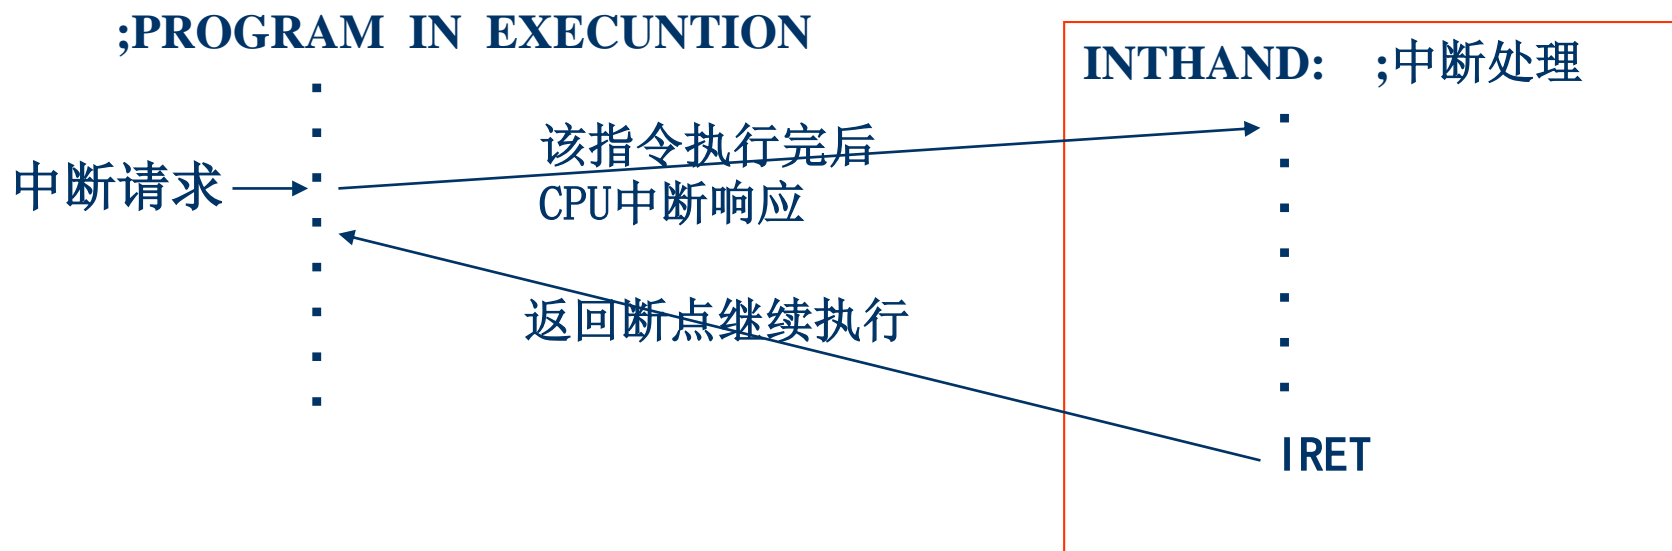 ;PROGRAM IN EXECUNTION
INTHAND: ;中断处理
该指令执行完后
中断请求
CPU中断响应
返回断点继续执行
IRET